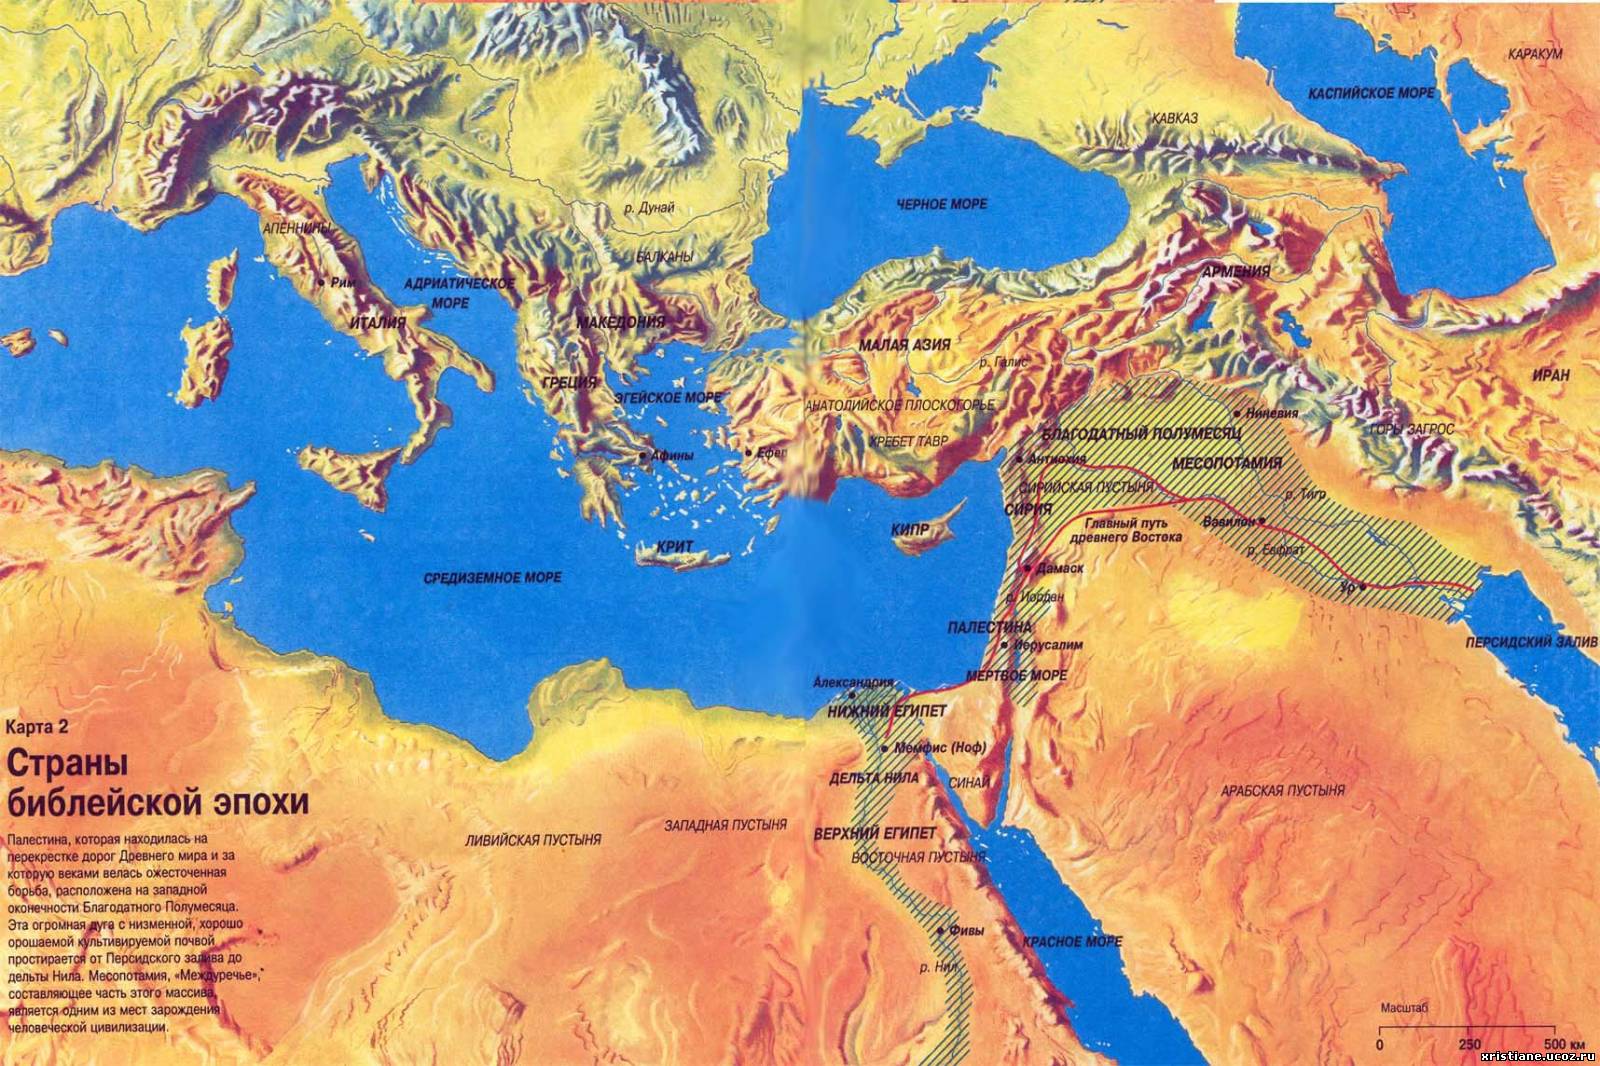 КАРАКУМ
КАСПИЙСКОЕ МОРЕ
КАВКАЗ
ЧЕРНОЕ МОРЕ
р. Дунай
АПЕННИНЫ
БАЛКАНЫ
АРМЕНИЯ
Рим
АДРИАТИЧЕСКОЕ
МОРЕ
ИТАЛИЯ
МАКЕДОНИЯ
МАЛАЯ АЗИЯ
р. Галис
ИРАН
ГРЕЦИЯ
ЭГЕЙСКОЕ МОРЕ
АНАТОЛИЙСКОЕ ПЛОСКОГОРЬЕ
Ниневия
ГОРЫ ЗАГРОС
БЛАГОДАТНЫЙ ПОЛУМЕСЯЦ
ХРЕБЕТ ТАВР
Афины
Ефес
Антиохия
МЕСОПОТАМИЯ
СИРИЙСКАЯ ПУСТЫНЯ
р. Тигр
СИРИЯ
Главный путь
древнего Востока
Вавилон
КИПР
КРИТ
р. Евфрат
СРЕДИЗЕМНОЕ МОРЕ
Дамаск
Ур
р. Иордан
ПАЛЕСТИНА
Иерусалим
ПЕРСИДСКИЙ ЗАЛИВ
МЕРТВОЕ МОРЕ
Александрия
НИЖНИЙ ЕГИПЕТ
Мемфис (Ноф)
ДЕЛЬТА НИЛА
СИНАЙ
АРАБСКАЯ ПУСТЫНЯ
ЗАПАДНАЯ ПУСТЫНЯ
ЛИВИЙСКАЯ ПУСТЫНЯ
ВЕРХНИЙ ЕГИПЕТ
ВОСТОЧНАЯ ПУСТЫНЯ
Фивы
КРАСНОЕ МОРЕ
р. Нил
Карта 2
Страны
библейской эпохи
Палестина, которая находилась на
перекрестке дорог Древнего мира и за
которую веками велась ожесточенная
борьба, расположена на западной
оконечности Благодатного Полумесяца.
Эта огромная дуга с низменной, хорошо
орошаемой культивируемой почвой
простирается от Персидского залива до
дельты Нила. Месопотамия, «Междуречье»,
составляющее часть этого массива,
является одним из мест зарождения
человеческой цивилизации.
Масштаб
0 250 500 км
xristiane.ucoz.ru